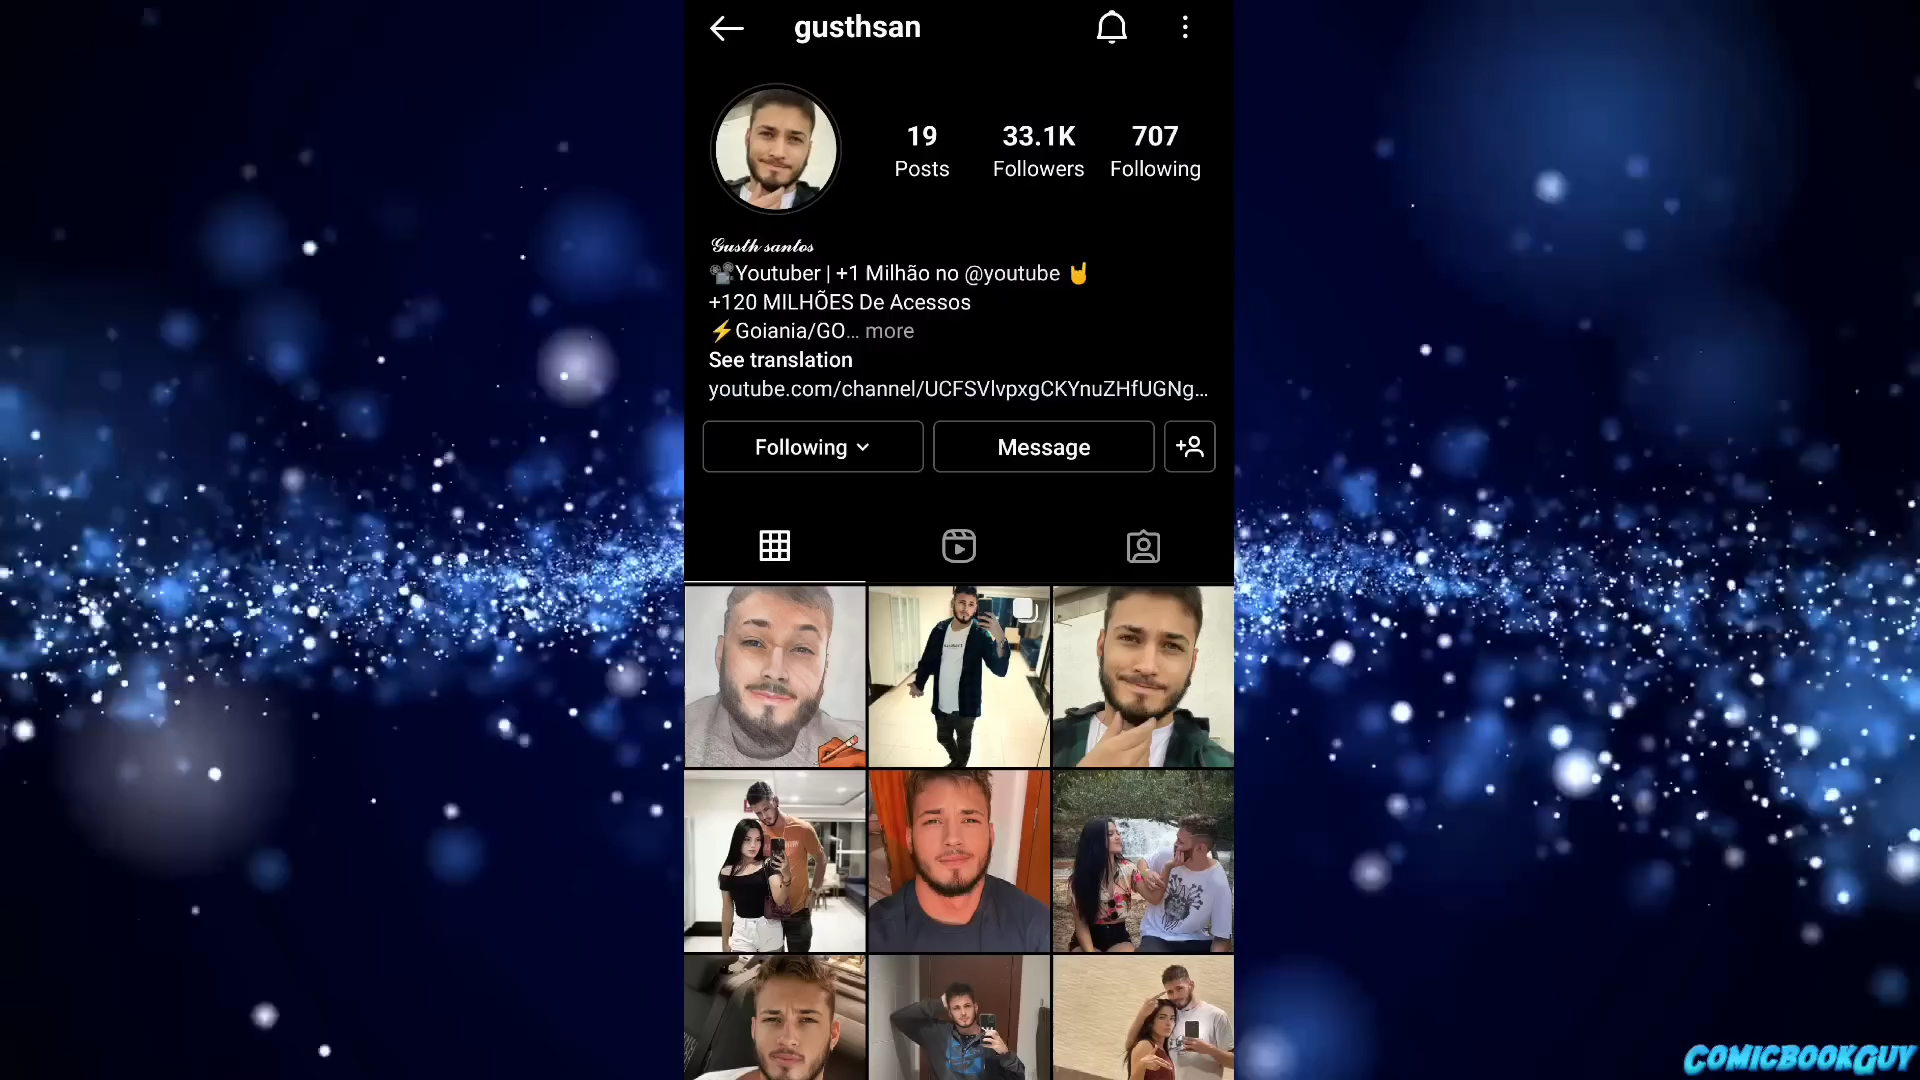 gusthsan
19
33.1K
707
Posts
Followers
Following
𝒢𝓊𝓈𝓉𝒽 𝓈𝒶𝓃𝓉𝑜𝓈
📽Youtuber | +1 Milhão no @youtube 🤘
+120 MILHÕES De Acessos
⚡Goiania/GO... more
See translation
youtube.com/channel/UCFSVlvpxgCKYnuZHfUGNg...
Following
Message
COMICBOOKGUY